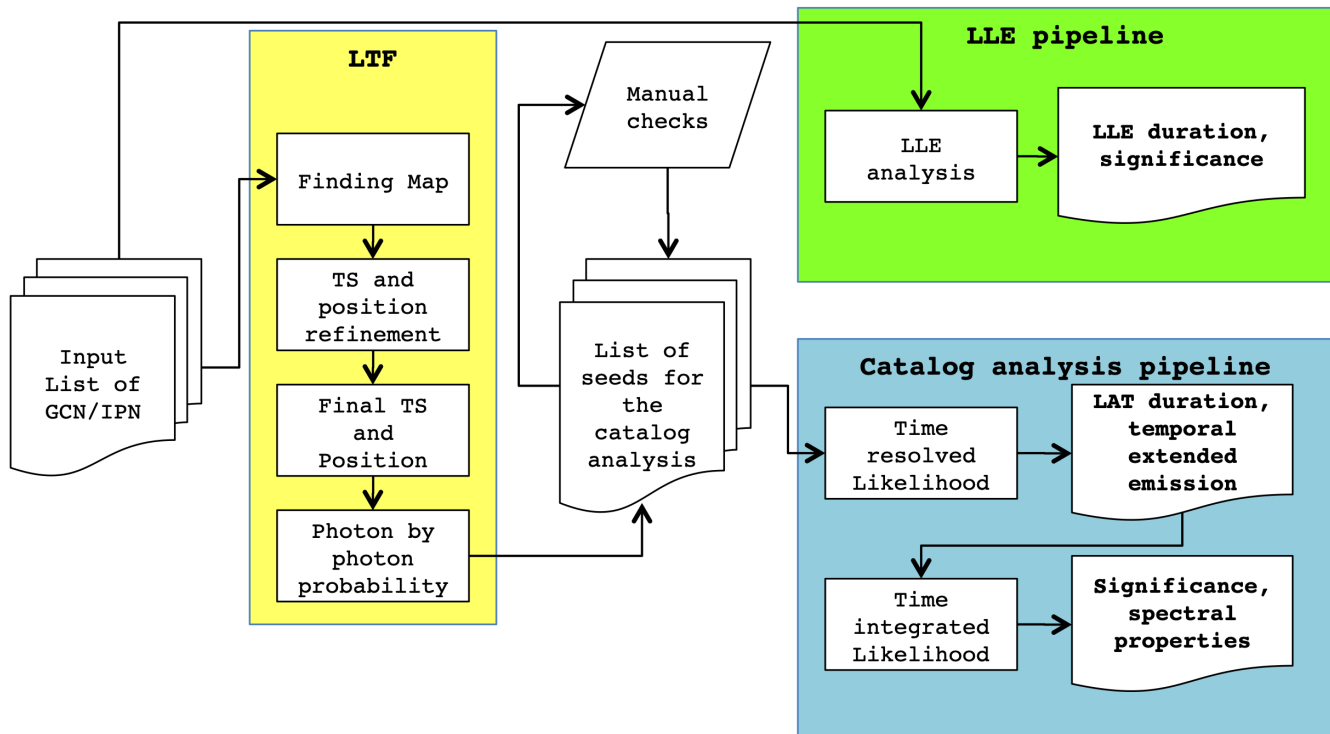 Input
List of
GCN/IPN
LTF
Finding Map
TS and
position
refinement
Final TS
and
Position
Photon by
photon
probability
Manual
checks
List of
seeds for
the
catalog
analysis
LLE pipeline
LLE
analysis
LLE duration,
significance
Catalog analysis pipeline
Time
resolved
Likelihood
LAT duration,
temporal
extended
emission
Time
integrated
Likelihood
Significance,
spectral
properties